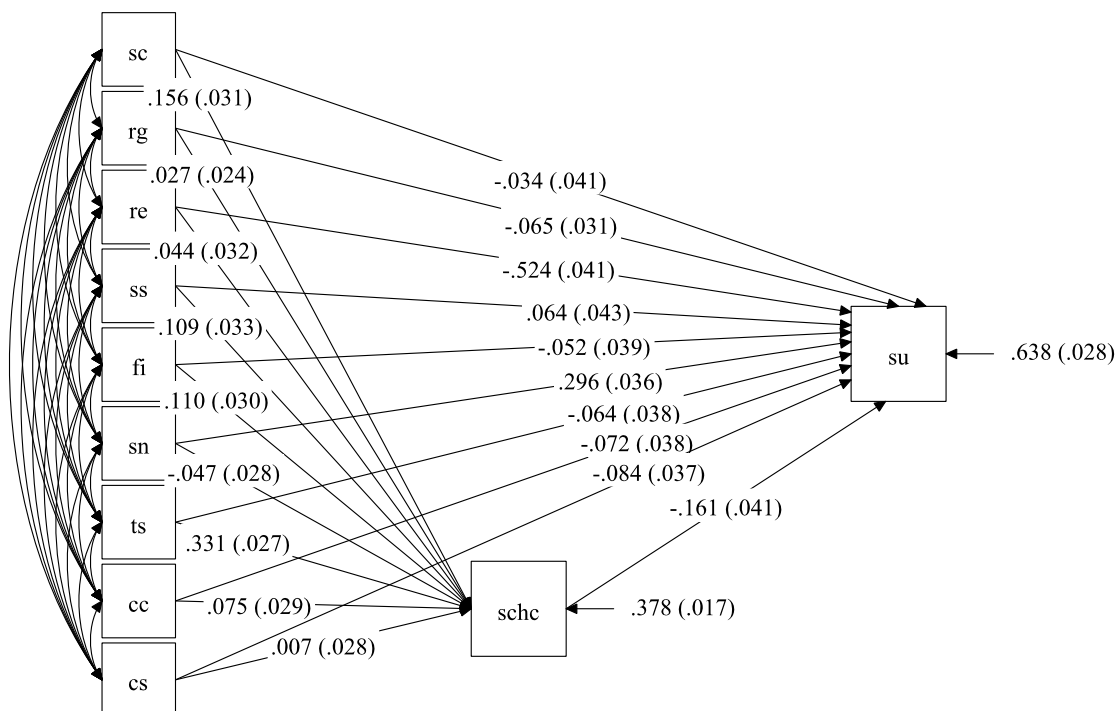 sc
.156 (.031)
rg
.027 (.024)
-.034 (.041)
re
-.065 (.031)
.044 (.032)
-.524 (.041)
ss
.064 (.043)
.109 (.033)
-.052 (.039)
su
.638 (.028)
fi
.296 (.036)
.110 (.030)
-.064 (.038)
sn
-.072 (.038)
-.047 (.028)
-.084 (.037)
ts
-.161 (.041)
.331 (.027)
cc
.075 (.029)
schc
.378 (.017)
.007 (.028)
cs